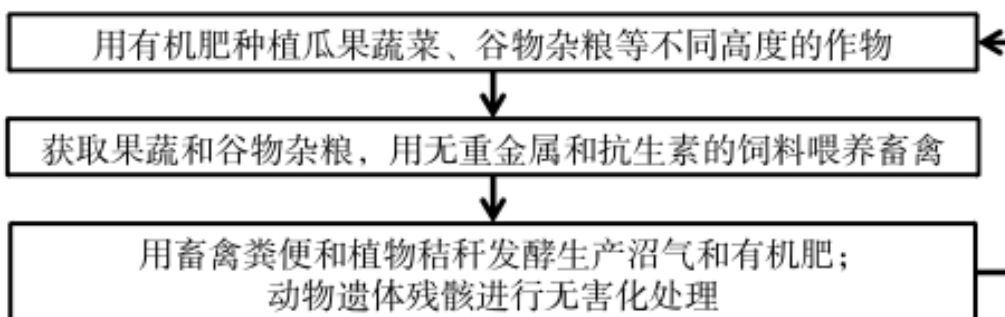 用有机肥种植瓜果蔬菜、谷物杂粮等不同高度的作物
获取果蔬和谷物杂粮，用无重金属和抗生素的饲料喂养畜禽
用畜禽粪便和植物秸秆发酵生产沼气和有机肥；
动物遗体残骸进行无害化处理